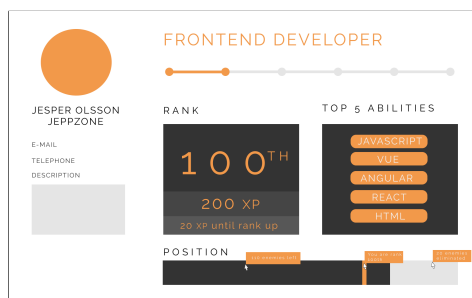 FRONTEND DEVELOPER
JESPER OLSSON
JEPPZONE
E-MAIL
TELEPHONE
DESCRIPTION
RANK
100TH
200 XP
20 XP until rank up
TOP 5 ABILITIES
JAVASCRIPT
VUE
ANGULAR
REACT
HTML
POSITION